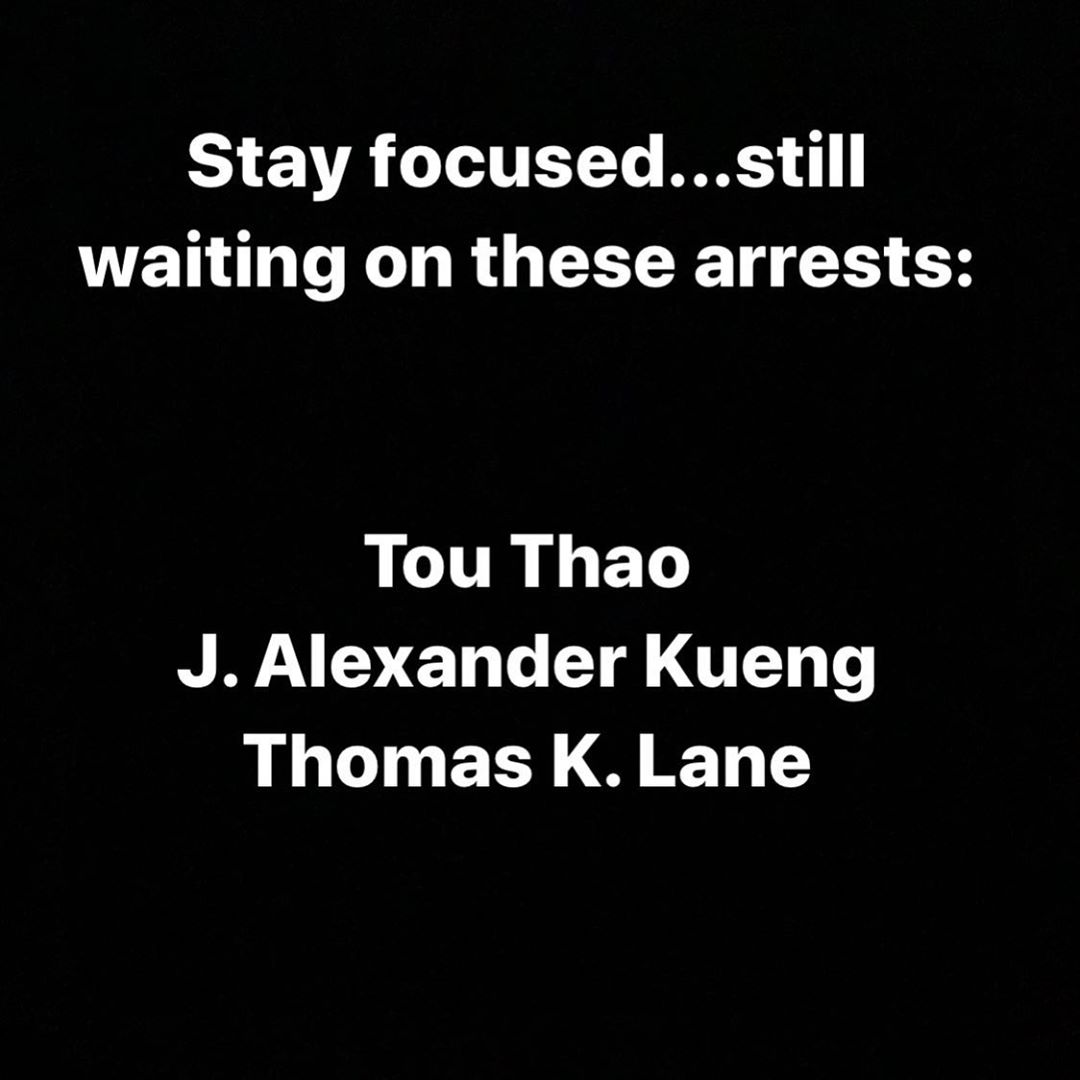 Stay focused...still
waiting on these arrests:
Tou Thao
J. Alexander Kueng
Thomas K. Lane